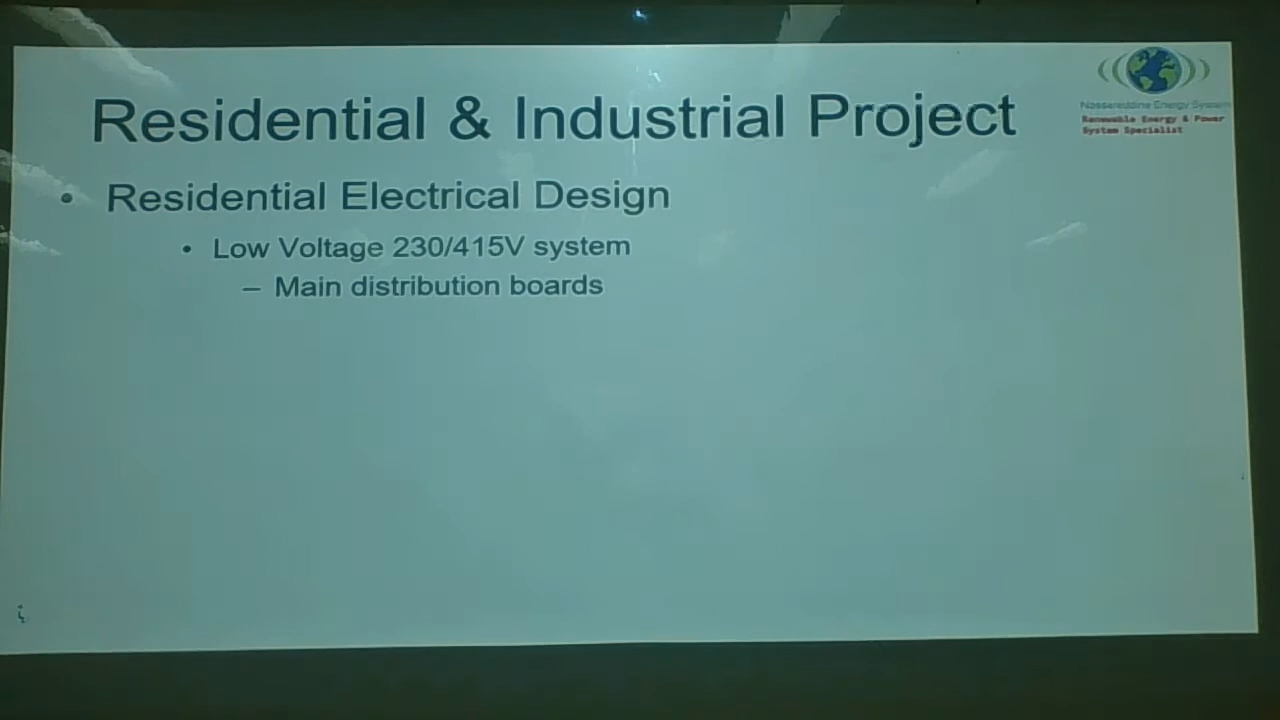 Residential & Industrial Project
Nassereddine Energy System
Renewable Energy & Power
System Specialist
• Residential Electrical Design
• Low Voltage 230/415V system
– Main distribution boards